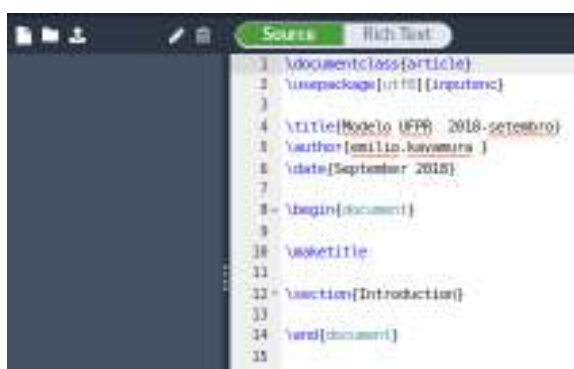 Source Rich Text
1 \documentclass{article}
2 \usepackage[utf8]{inputenc}
3
4 \title{Modelo UFPR 2018-setembro}
5 \author{emilio.kavamura }
6 \date{September 2018}
7
8 \begin{document}
9
10 \maketitle
11
12 \section{Introduction}
13
14 \end{document}
15